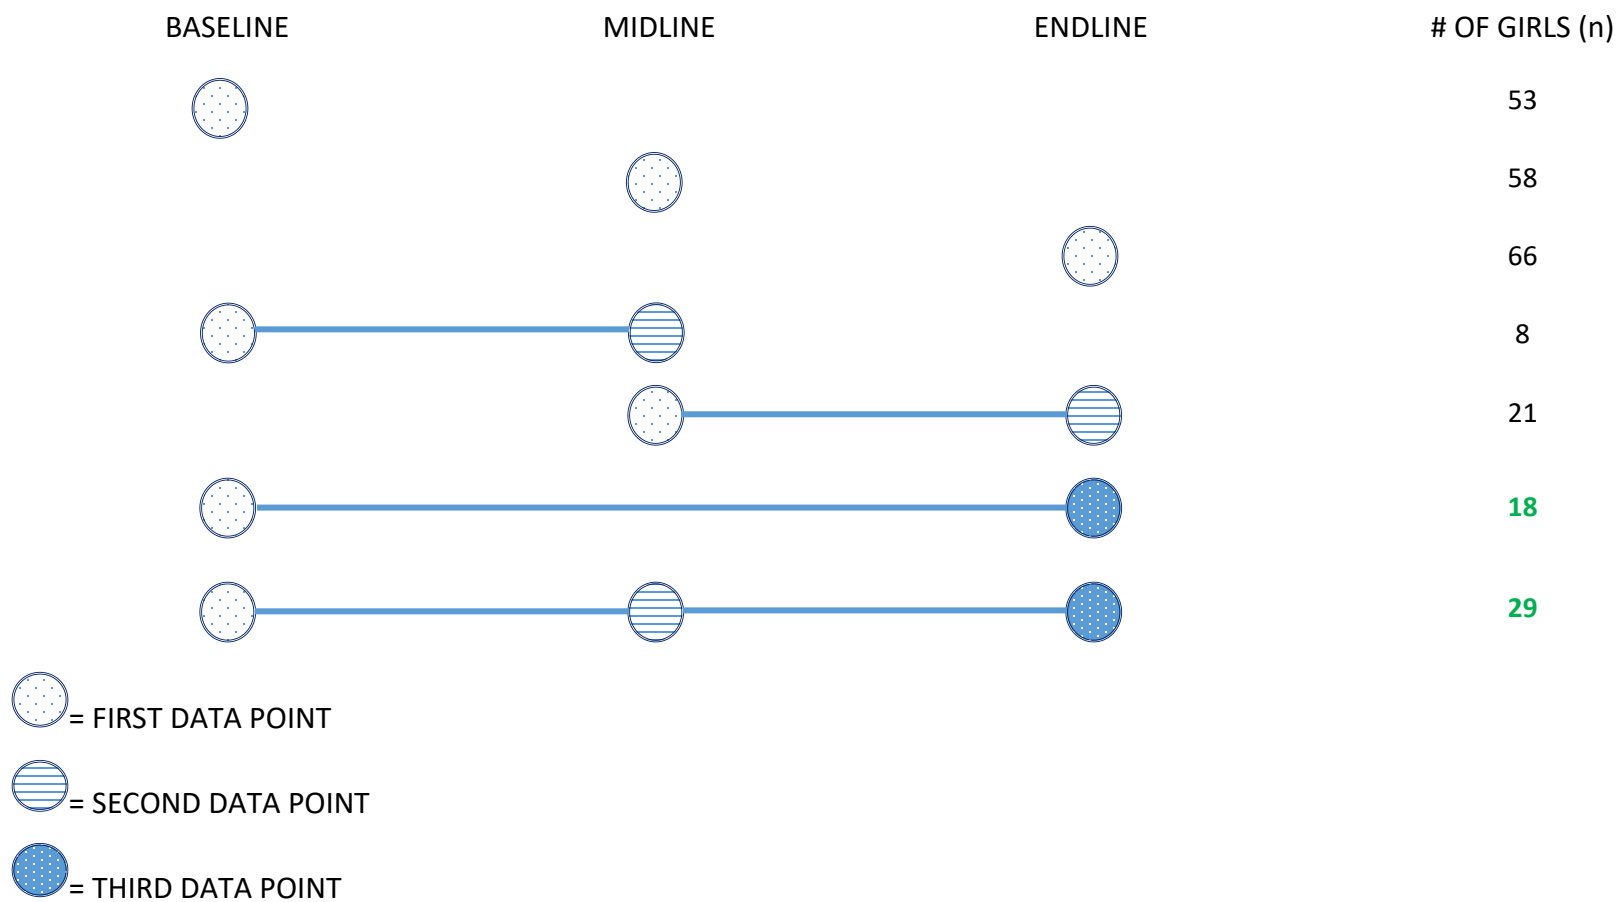 BASELINE MIDLINE ENDLINE # OF GIRLS (n)
53
58
66
8
21
18
29
= FIRST DATA POINT
= SECOND DATA POINT
= THIRD DATA POINT